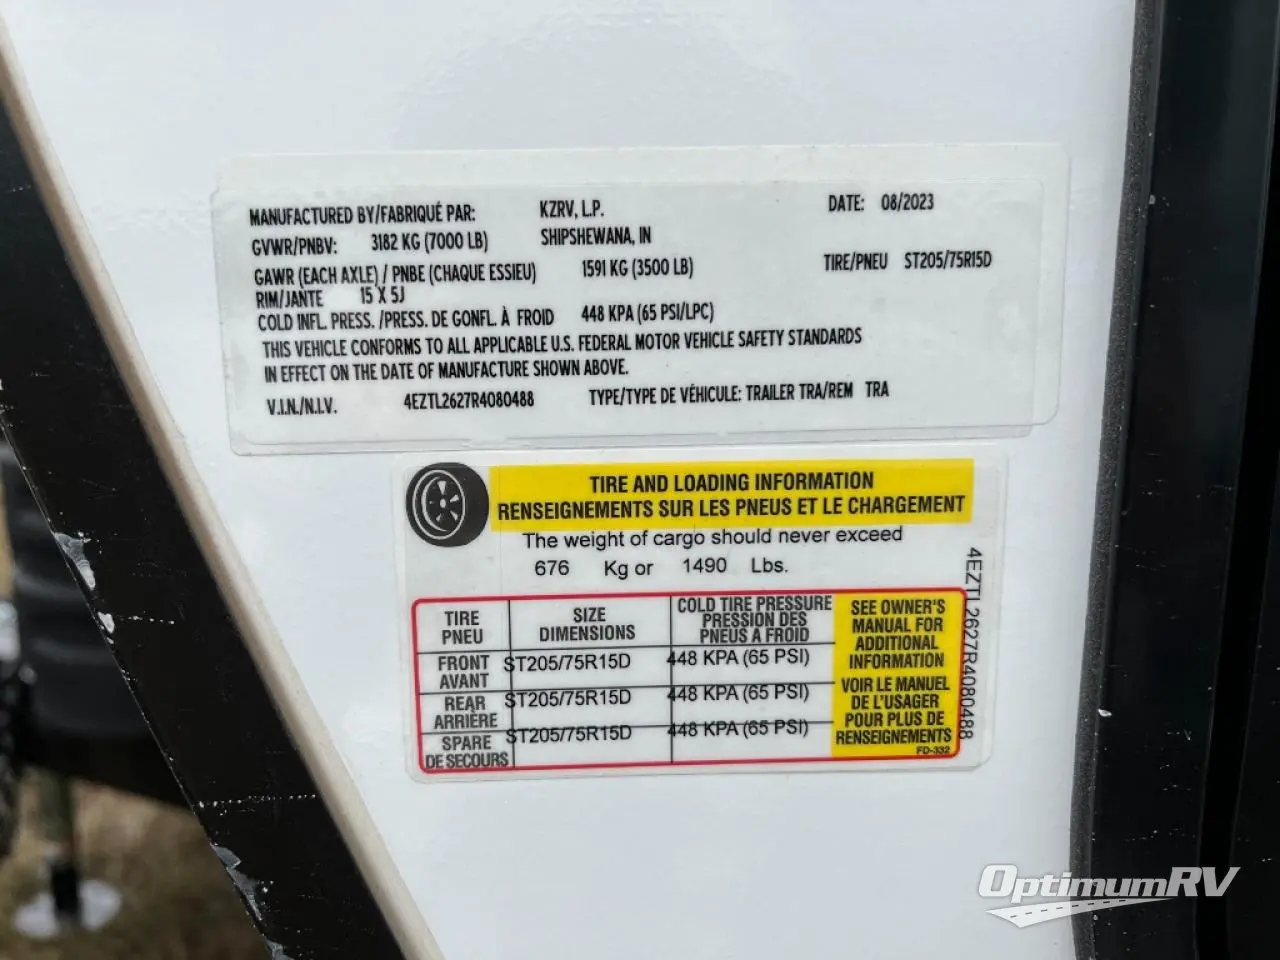 MANUFACTURED BY/FABRIQUÉ PAR: KZRV, L.P. DATE: 08/2023
GVWR/PNBV: 3182 KG (7000 LB) SHIPSHEWANA, IN
GAWR (EACH AXLE) / PNBE (CHAQUE ESSIEU) 1591 KG (3500 LB) TIRE/PNEU ST205/75R15D
RIM/JANTE 15 X 5J
COLD INFL. PRESS. /PRESS. DE GONFL. À FROID 448 KPA (65 PSI/LPC)
THIS VEHICLE CONFORMS TO ALL APPLICABLE U.S. FEDERAL MOTOR VEHICLE SAFETY STANDARDS
IN EFFECT ON THE DATE OF MANUFACTURE SHOWN ABOVE.
V.I.N./N.I.V. 4EZTL2627R4080488 TYPE/TYPE DE VÉHICULE: TRAILER TRA/REM TRA
TIRE AND LOADING INFORMATION
RENSEIGNEMENTS SUR LES PNEUS ET LE CHARGEMENT
The weight of cargo should never exceed
676 Kg or 1490 Lbs.
TIRE
PNEU
SIZE
DIMENSIONS
COLD TIRE PRESSURE
PRESSION DES
PNEUS A FROID
FRONT
AVANT
ST205/75R15D
448 KPA (65 PSI)
REAR
ARRIÈRE
ST205/75R15D
448 KPA (65 PSI)
SPARE
DE SECOURS
ST205/75R15D
448 KPA (65 PSI)
SEE OWNER'S
MANUAL FOR
ADDITIONAL
INFORMATION
VOIR LE MANUEL
DE L'USAGER
POUR PLUS DE
RENSEIGNEMENTS
FD-332
4EZTL2627R4080488
OptimumRV